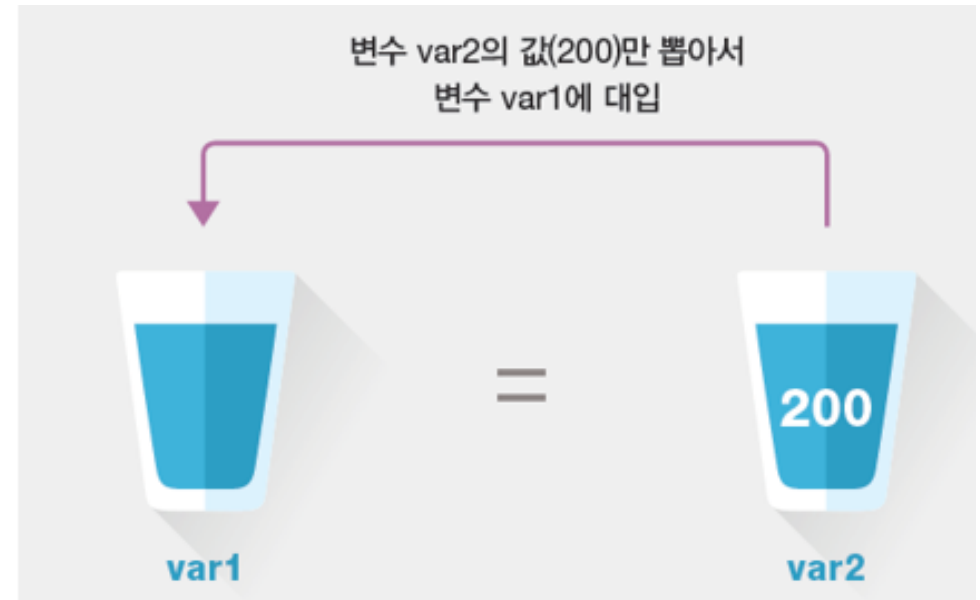 변수 var2의 값(200)만 뽑아서
변수 var1에 대입
=
200
var1
var2